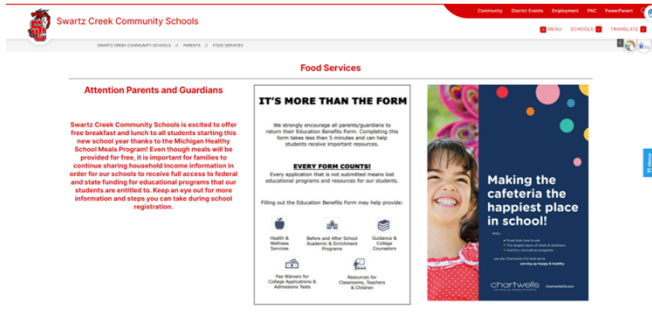 Community District Events Employment PAC PowerParent
Swartz Creek Community Schools
MENU SCHOOLS TRANSLATE
SWARTZ CREEK COMMUNITY SCHOOLS // PARENTS // FOOD SERVICES
Food Services
Attention Parents and Guardians
Swartz Creek Community Schools is excited to offer
free breakfast and lunch to all students starting this
new school year thanks to the Michigan Healthy
School Meals Program! Even though meals will be
provided for free, it is important for families to
continue sharing household income information in
order for our schools to receive full access to federal
and state funding for educational programs that our
students are entitled to. Keep an eye out for more
information and steps you can take during school
registration.
IT'S MORE THAN THE FORM
We strongly encourage all parents/guardians to
return their Education Benefits Form. Completing this
form takes less than 5 minutes and can help
students receive important resources.
EVERY FORM COUNTS!
Every application that is not submitted means lost
educational programs and resources for our students.
Filling out the Education Benefits Form may help provide:
Health &
Wellness
Services
Before and After School
Academic & Enrichment
Programs
Guidance &
College
Counselors
Fee Waivers for
College Applications &
Admissions Tests
Resources for
Classrooms, Teachers
& Children
Making the
cafeteria the
happiest place
in school!
serving up happy & healthy
chartwells